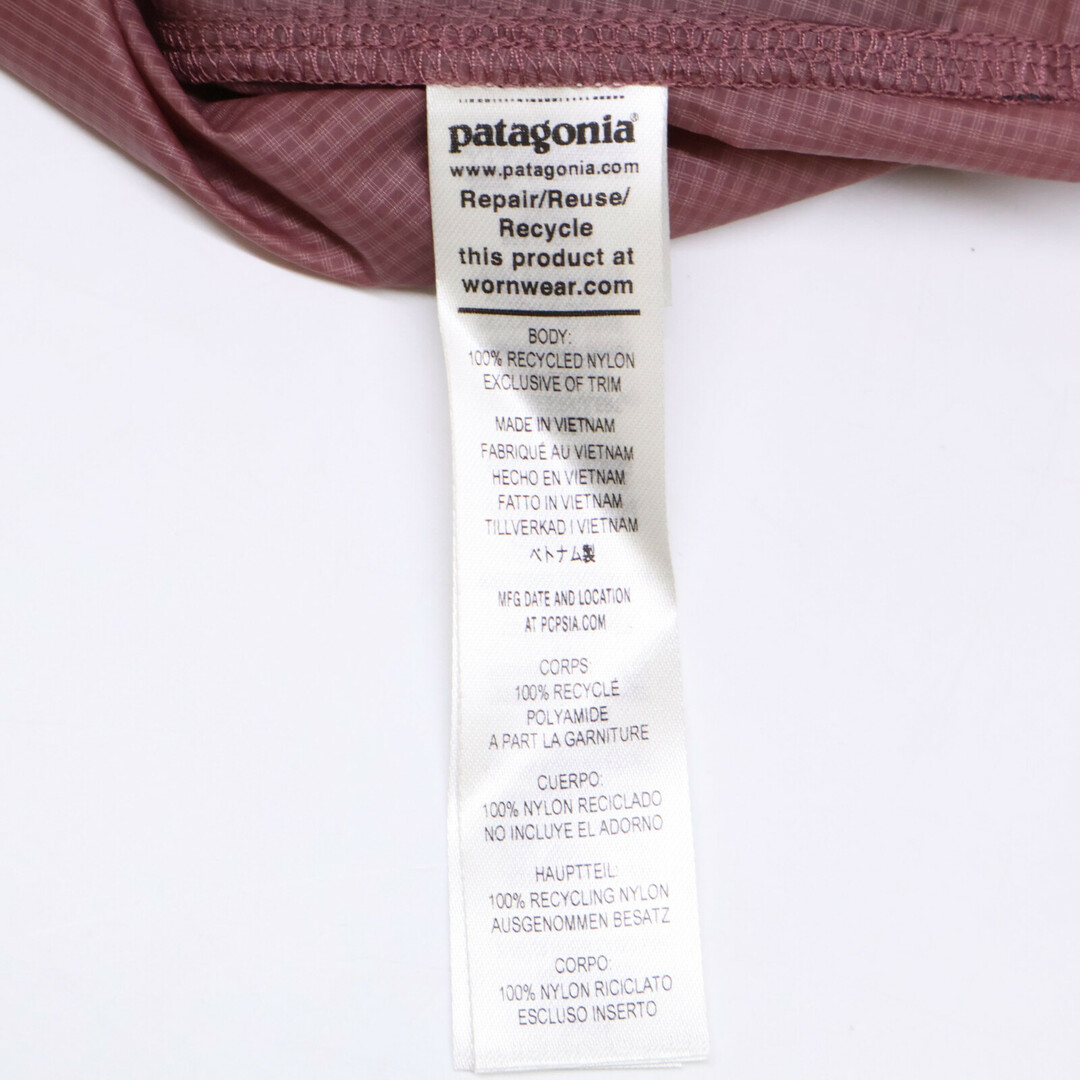 patagonia®
www.patagonia.com
Repair/Reuse/
Recycle
this product at
wornwear.com
BODY:
100% RECYCLED NYLON
EXCLUSIVE OF TRIM
MADE IN VIETNAM
FABRIQUÉ AU VIETNAM
HECHO EN VIETNAM
FATTO IN VIETNAM
TILLVERKAD I VIETNAM
ベトナム製
MFG DATE AND LOCATION
AT PCPSIA.COM
CORPS
100% RECYCLÉ
POLYAMIDE
A PART LA GARNITURE
CUERPO:
100% NYLON RECICLADO
NO INCLUYE EL ADORNO
HAUPTTEIL:
100% RECYCLING NYLON
AUSGENOMMEN BESATZ
CORPO:
100% NYLON RICICLATO
ESCLUSO INSERTO